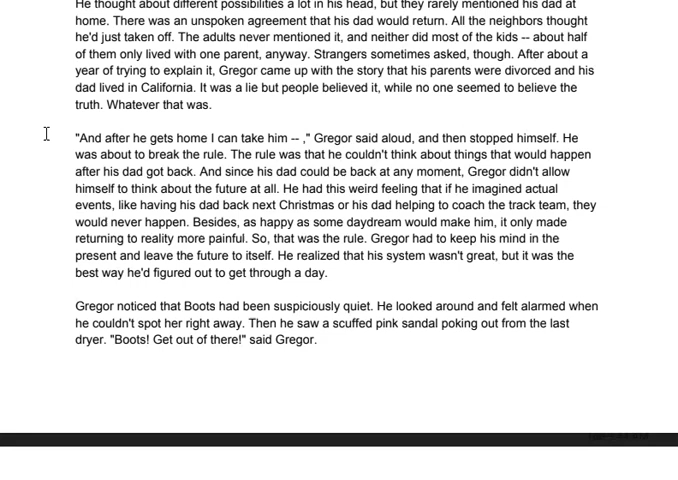 He thought about different possibilities a lot in his head, but they rarely mentioned his dad at
home. There was an unspoken agreement that his dad would return. All the neighbors thought
he'd just taken off. The adults never mentioned it, and neither did most of the kids -- about half
of them only lived with one parent, anyway. Strangers sometimes asked, though. After about a
year of trying to explain it, Gregor came up with the story that his parents were divorced and his
dad lived in California. It was a lie but people believed it, while no one seemed to believe the
truth. Whatever that was.
"And after he gets home I can take him -- ," Gregor said aloud, and then stopped himself. He
was about to break the rule. The rule was that he couldn't think about things that would happen
after his dad got back. And since his dad could be back at any moment, Gregor didn't allow
himself to think about the future at all. He had this weird feeling that if he imagined actual
events, like having his dad back next Christmas or his dad helping to coach the track team, they
would never happen. Besides, as happy as some daydream would make him, it only made
returning to reality more painful. So, that was the rule. Gregor had to keep his mind in the
present and leave the future to itself. He realized that his system wasn't great, but it was the
best way he'd figured out to get through a day.
Gregor noticed that Boots had been suspiciously quiet. He looked around and felt alarmed when
he couldn't spot her right away. Then he saw a scuffed pink sandal poking out from the last
dryer. "Boots! Get out of there!" said Gregor.